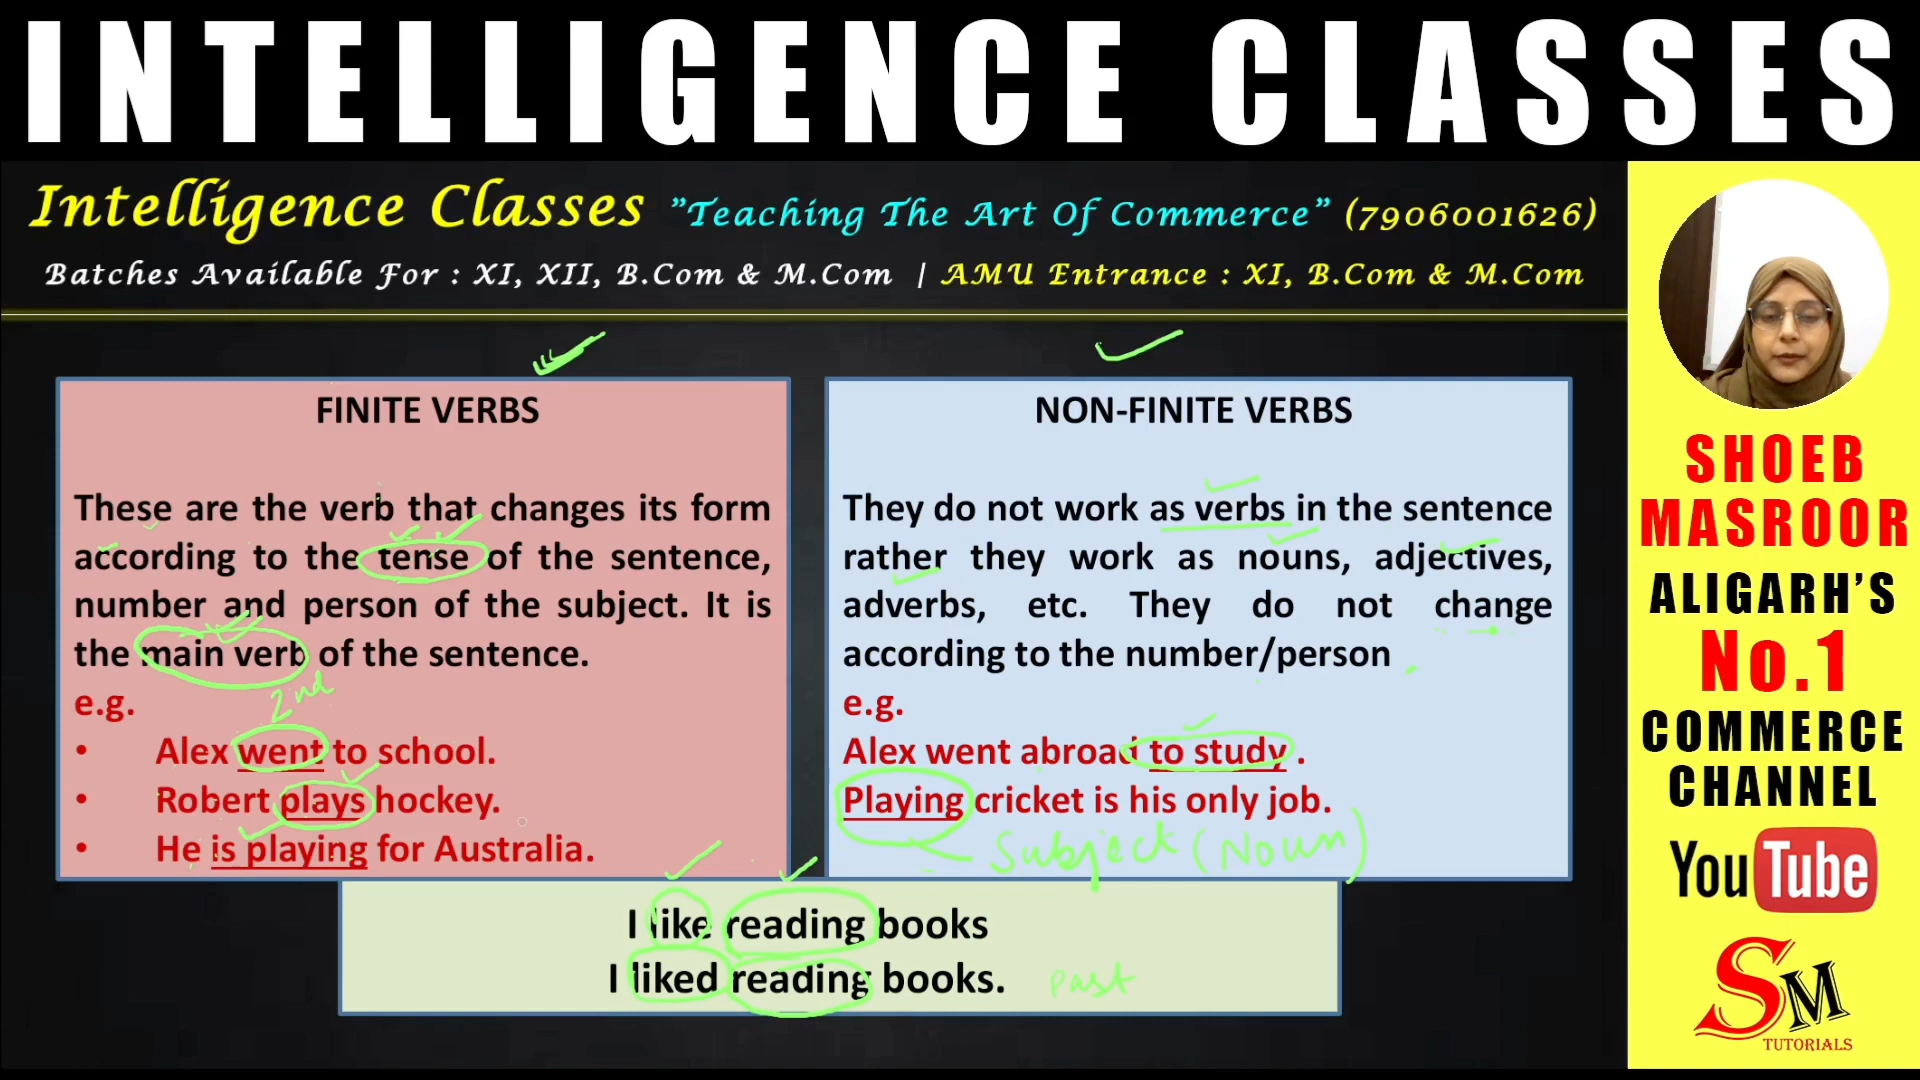 INTELLIGENCE CLASSES
Intelligence Classes "Teaching The Art Of Commerce" (7906001626)
Batches Available For : XI, XII, B.Com & M.Com | AMU Entrance : XI, B.Com & M.Com
FINITE VERBS
These are the verb that changes its form
according to the tense of the sentence,
number and person of the subject. It is
the main verb of the sentence.
2nd
e.g.
• Alex went to school.
• Robert plays hockey.
• He is playing for Australia.
NON-FINITE VERBS
They do not work as verbs in the sentence
rather they work as nouns, adjectives,
adverbs, etc. They do not change
according to the number/person
e.g.
Alex went abroad to study .
Playing cricket is his only job.
Subject (Noun)
I like reading books
I liked reading books. past
SHOEB
MASROOR
ALIGARH'S
No.1
COMMERCE
CHANNEL
YouTube
SM
TUTORIALS